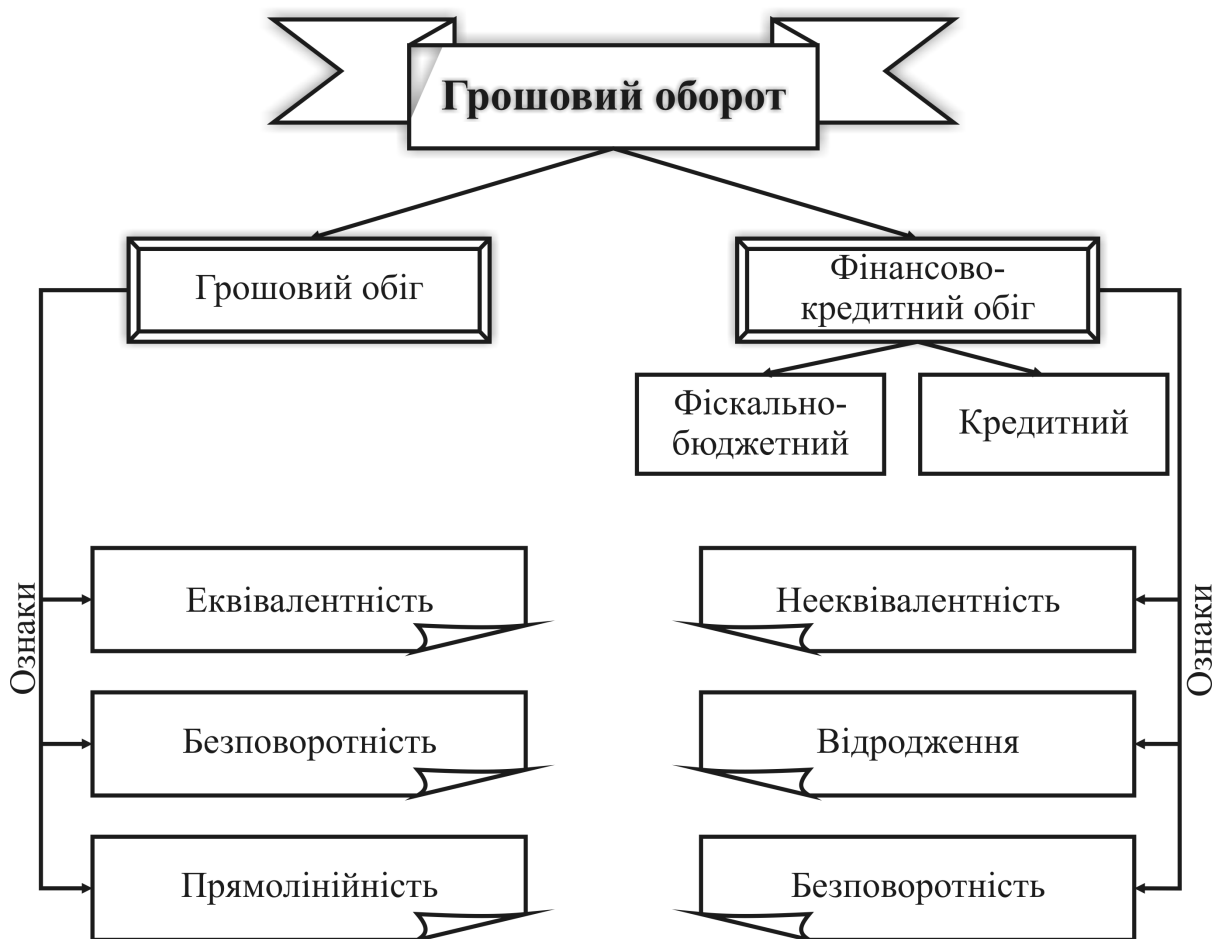 Грошовий оборот
Грошовий обіг
Фінансово-
кредитний обіг
Фіскально-
бюджетний
Кредитний
Ознаки
Еквівалентність
Безповоротність
Прямолінійність
Нееквівалентність
Відродження
Безповоротність
Ознаки